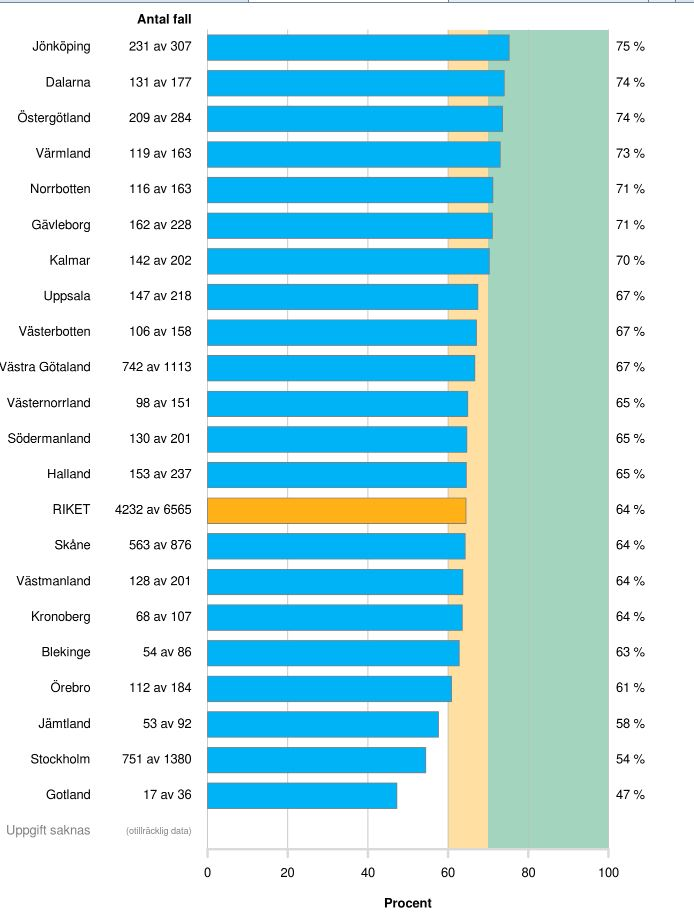 Antal fall
Jönköping 231 av 307 75 %
Dalarna 131 av 177 74 %
Östergötland 209 av 284 74 %
Värmland 119 av 163 73 %
Norrbotten 116 av 163 71 %
Gävleborg 162 av 228 71 %
Kalmar 142 av 202 70 %
Uppsala 147 av 218 67 %
Västerbotten 106 av 158 67 %
Västra Götaland 742 av 1113 67 %
Västernorrland 98 av 151 65 %
Södermanland 130 av 201 65 %
Halland 153 av 237 65 %
RIKET 4232 av 6565 64 %
Skåne 563 av 876 64 %
Västmanland 128 av 201 64 %
Kronoberg 68 av 107 64 %
Blekinge 54 av 86 63 %
Örebro 112 av 184 61 %
Jämtland 53 av 92 58 %
Stockholm 751 av 1380 54 %
Gotland 17 av 36 47 %
Uppgift saknas (otillräcklig data)
0 20 40 60 80 100
Procent